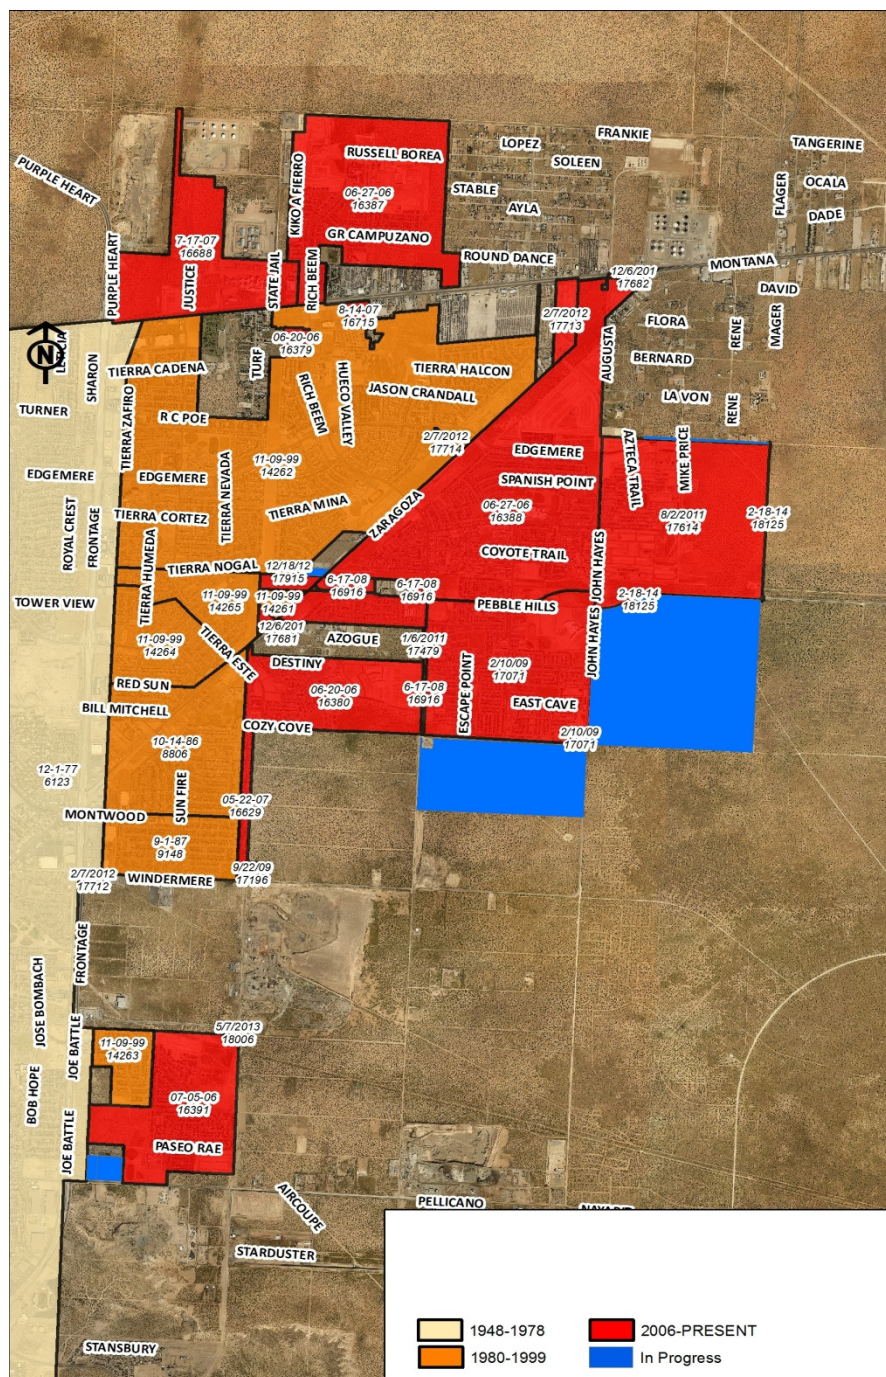 FRANKIE
LOPEZ
TANGERINE
RUSSELL BOREA
SOLEEN
PURPLE HEART
KIKO A FIERRO
STABLE
FLAGER
OCALA
06-27-06
16387
AYLA
DADE
GR CAMPUZANO
7-17-07
16688
PURPLE HEART
JUSTICE
STATE JAIL
RICH BEEM
ROUND DANCE
MONTANA
12/6/201
17682
DAVID
8-14-07
16715
2/7/2012
17713
FLORA
RENE
MAGER
N
SHARON
06-20-06
16379
AUGUSTA
BERNARD
TIERRA CADENA
TURF
HUECO VALLEY
TIERRA HALCON
RICH BEEM
JASON CRANDALL
LA VON
RENE
TURNER
TIERRA ZAFIRO
R C POE
2/7/2012
17714
EDGEMERE
AZTECA TRAIL
MIKE PRICE
11-09-99
14262
EDGEMERE
EDGEMERE
TIERRA NEVADA
SPANISH POINT
ROYAL CREST
FRONTAGE
TIERRA CORTEZ
TIERRA MINA
ZARAGOZA
06-27-06
16388
8/2/2011
17614
2-18-14
18125
COYOTE TRAIL
JOHN HAYES
TIERRA HUMEDA
TIERRA NOGAL
12/18/12
17915
6-17-08
16916
6-17-08
16916
TOWER VIEW
11-09-99
14265
11-09-99
14261
PEBBLE HILLS
2-18-14
18125
11-09-99
14264
TIERRA ESTE
12/6/201
17681
AZOGUE
1/6/2011
17479
JOHN HAYES
DESTINY
2/10/09
17071
RED SUN
06-20-06
16380
6-17-08
16916
ESCAPE POINT
EAST CAVE
BILL MITCHELL
COZY COVE
2/10/09
17071
10-14-86
8806
12-1-77
6123
SUN FIRE
05-22-07
16629
MONTWOOD
9-1-87
9148
2/7/2012
17712
WINDERMERE
9/22/09
17196
FRONTAGE
JOSE BOMBACH
JOE BATTLE
5/7/2013
18006
11-09-99
14263
BOB HOPE
07-05-06
16391
JOE BATTLE
PASEO RAE
AIRCOUPE
PELLICANO
STARDUSTER
STANSBURY
1948-1978
2006-PRESENT
1980-1999
In Progress